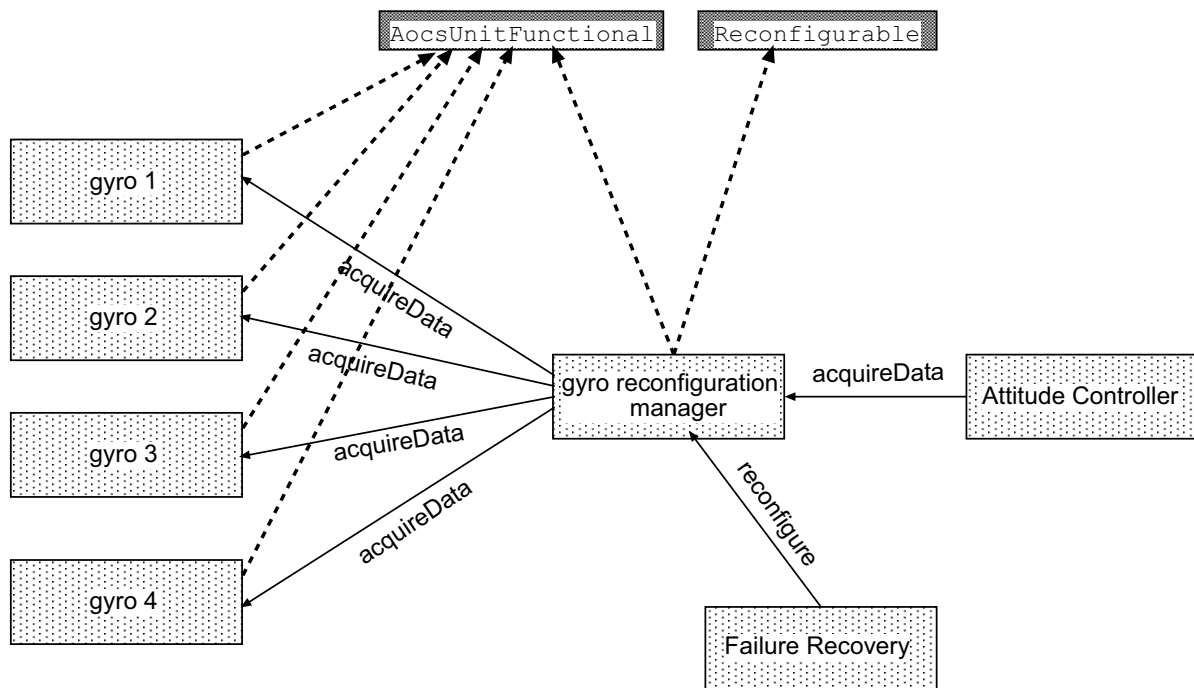 AocsUnitFunctional
Reconfigurable
gyro 1
acquireData
gyro 2
acquireData
gyro reconfiguration
manager
acquireData
Attitude Controller
gyro 3
acquireData
reconfigure
acquireData
gyro 4
Failure Recovery